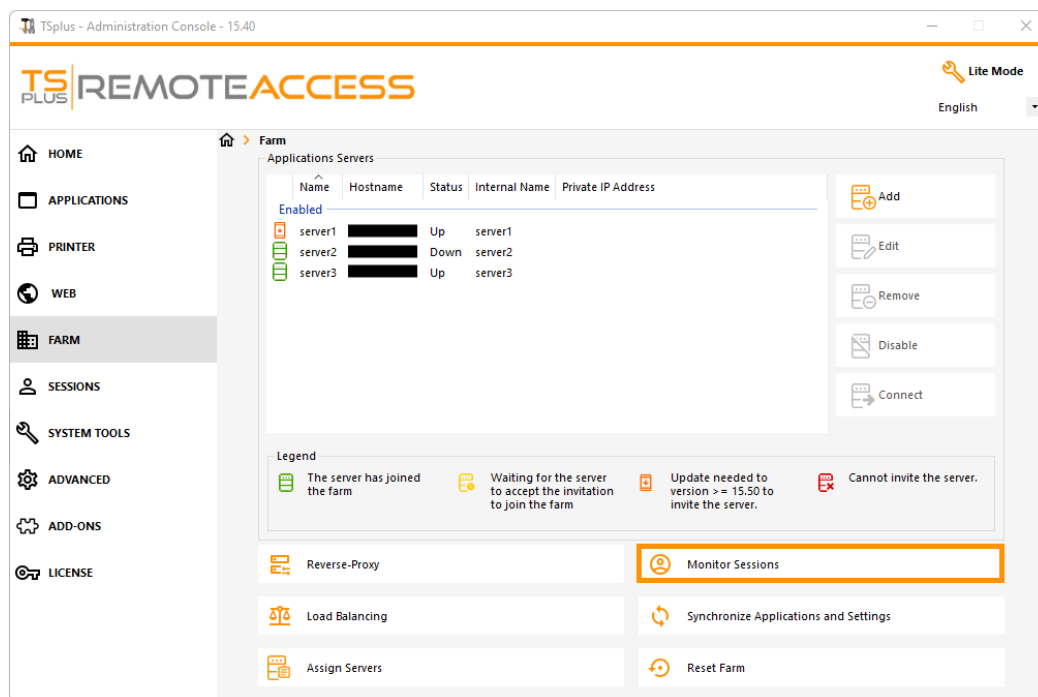 TSplus - Administration Console - 15.40
TS PLUS REMOTEACCESS
Lite Mode
English
HOME
APPLICATIONS
PRINTER
WEB
FARM
SESSIONS
SYSTEM TOOLS
ADVANCED
ADD-ONS
LICENSE
Farm
Applications Servers
Name Hostname Status Internal Name Private IP Address
Enabled
server1 Up server1
server2 Down server2
server3 Up server3
Add
Edit
Remove
Disable
Connect
Legend
The server has joined
the farm
Waiting for the server
to accept the invitation
to join the farm
Update needed to
version >= 15.50 to
invite the server.
Cannot invite the server.
Reverse-Proxy
Monitor Sessions
Load Balancing
Synchronize Applications and Settings
Assign Servers
Reset Farm